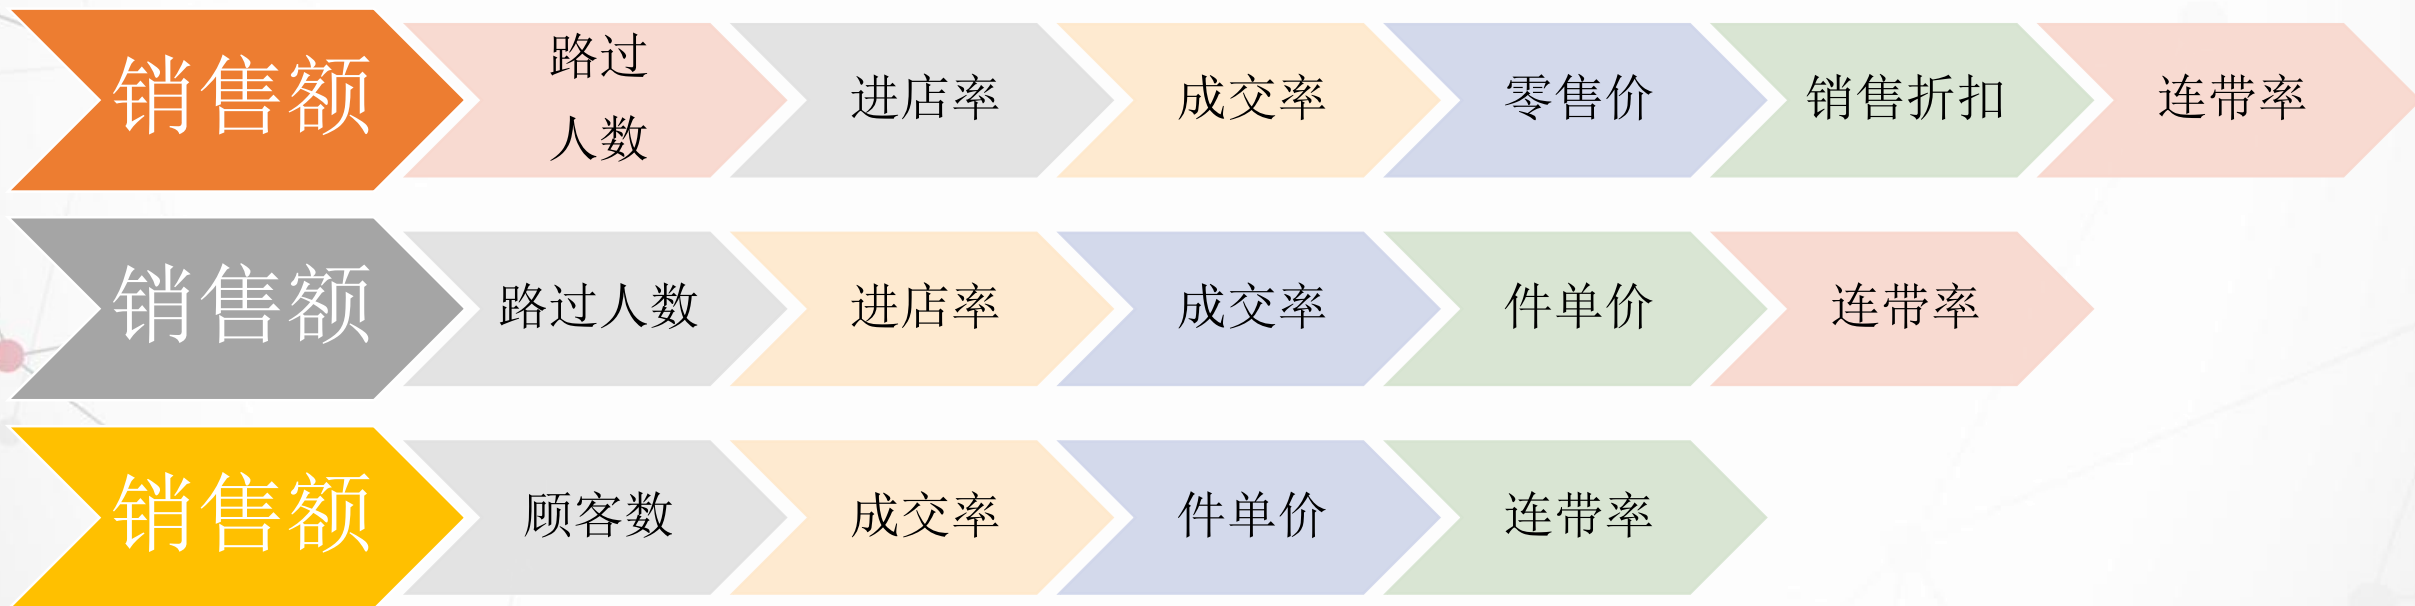 销售额 路过 进店率 成交率 零售价 销售折扣 连带率
人数
销售额 路过人数 进店率 成交率 件单价 连带率
销售额 顾客数 成交率 件单价 连带率